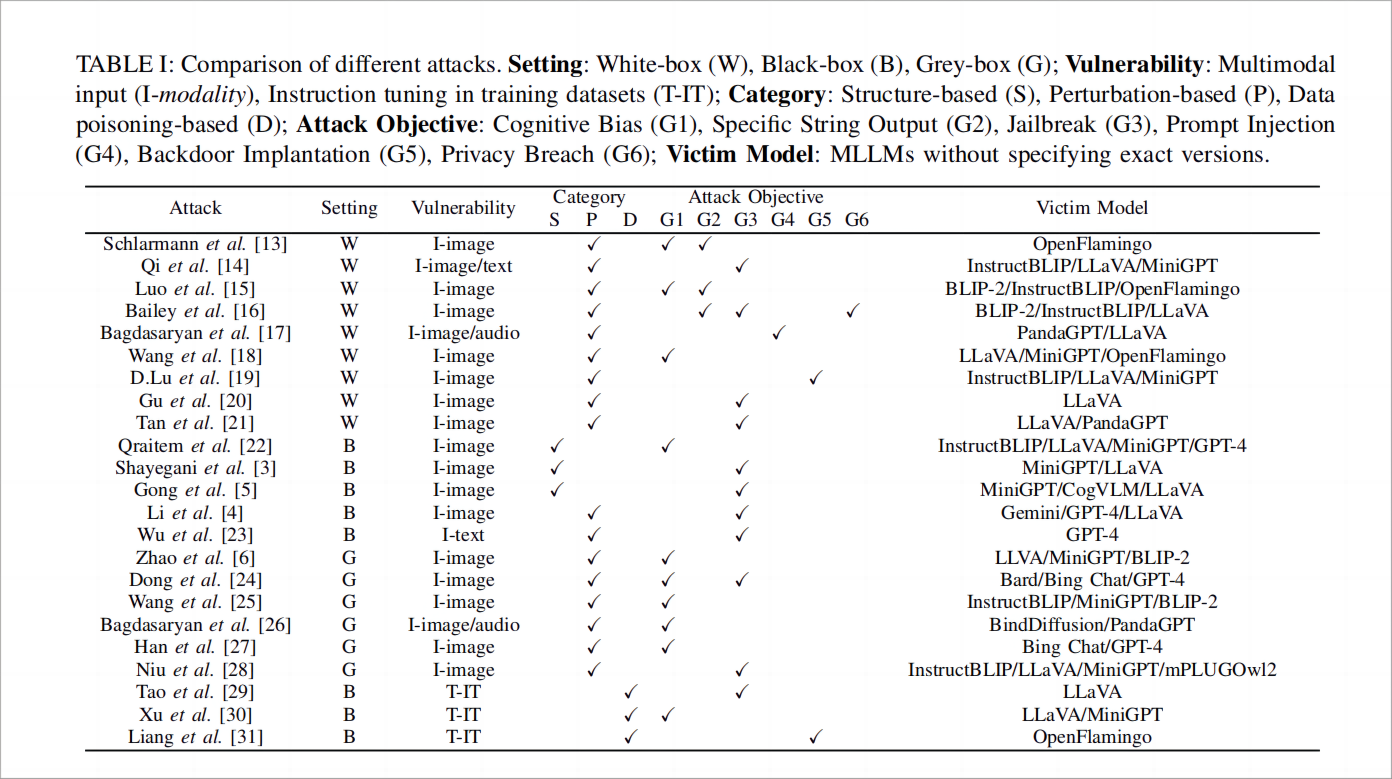 TABLE I: Comparison of different attacks. Setting: White-box (W), Black-box (B), Grey-box (G); Vulnerability: Multimodal
input (I-modality), Instruction tuning in training datasets (T-IT); Category: Structure-based (S), Perturbation-based (P), Data
poisoning-based (D); Attack Objective: Cognitive Bias (G1), Specific String Output (G2), Jailbreak (G3), Prompt Injection
(G4), Backdoor Implantation (G5), Privacy Breach (G6); Victim Model: MLLMs without specifying exact versions.
Attack Setting Vulnerability Category Attack Objective Victim Model
S P D G1 G2 G3 G4 G5 G6
Schlarmann et al. [13] W I-image ✓ ✓ ✓ OpenFlamingo
Qi et al. [14] W I-image/text ✓ ✓ InstructBLIP/LLaVA/MiniGPT
Luo et al. [15] W I-image ✓ ✓ ✓ BLIP-2/InstructBLIP/OpenFlamingo
Bailey et al. [16] W I-image ✓ ✓ ✓ ✓ BLIP-2/InstructBLIP/LLaVA
Bagdasaryan et al. [17] W I-image/audio ✓ ✓ PandaGPT/LLaVA
Wang et al. [18] W I-image ✓ ✓ LLaVA/MiniGPT/OpenFlamingo
D.Lu et al. [19] W I-image ✓ ✓ InstructBLIP/LLaVA/MiniGPT
Gu et al. [20] W I-image ✓ ✓ LLaVA
Tan et al. [21] W I-image ✓ ✓ LLaVA/PandaGPT
Qraitem et al. [22] B I-image ✓ ✓ InstructBLIP/LLaVA/MiniGPT/GPT-4
Shayegani et al. [3] B I-image ✓ ✓ MiniGPT/LLaVA
Gong et al. [5] B I-image ✓ ✓ MiniGPT/CogVLM/LLaVA
Li et al. [4] B I-image ✓ ✓ Gemini/GPT-4/LLaVA
Wu et al. [23] B I-text ✓ ✓ GPT-4
Zhao et al. [6] G I-image ✓ ✓ LLVA/MiniGPT/BLIP-2
Dong et al. [24] G I-image ✓ ✓ ✓ Bard/Bing Chat/GPT-4
Wang et al. [25] G I-image ✓ ✓ InstructBLIP/MiniGPT/BLIP-2
Bagdasaryan et al. [26] G I-image/audio ✓ ✓ BindDiffusion/PandaGPT
Han et al. [27] G I-image ✓ ✓ Bing Chat/GPT-4
Niu et al. [28] G I-image ✓ ✓ InstructBLIP/LLaVA/MiniGPT/mPLUGOwl2
Tao et al. [29] B T-IT ✓ ✓ LLaVA
Xu et al. [30] B T-IT ✓ ✓ LLaVA/MiniGPT
Liang et al. [31] B T-IT ✓ ✓ OpenFlamingo